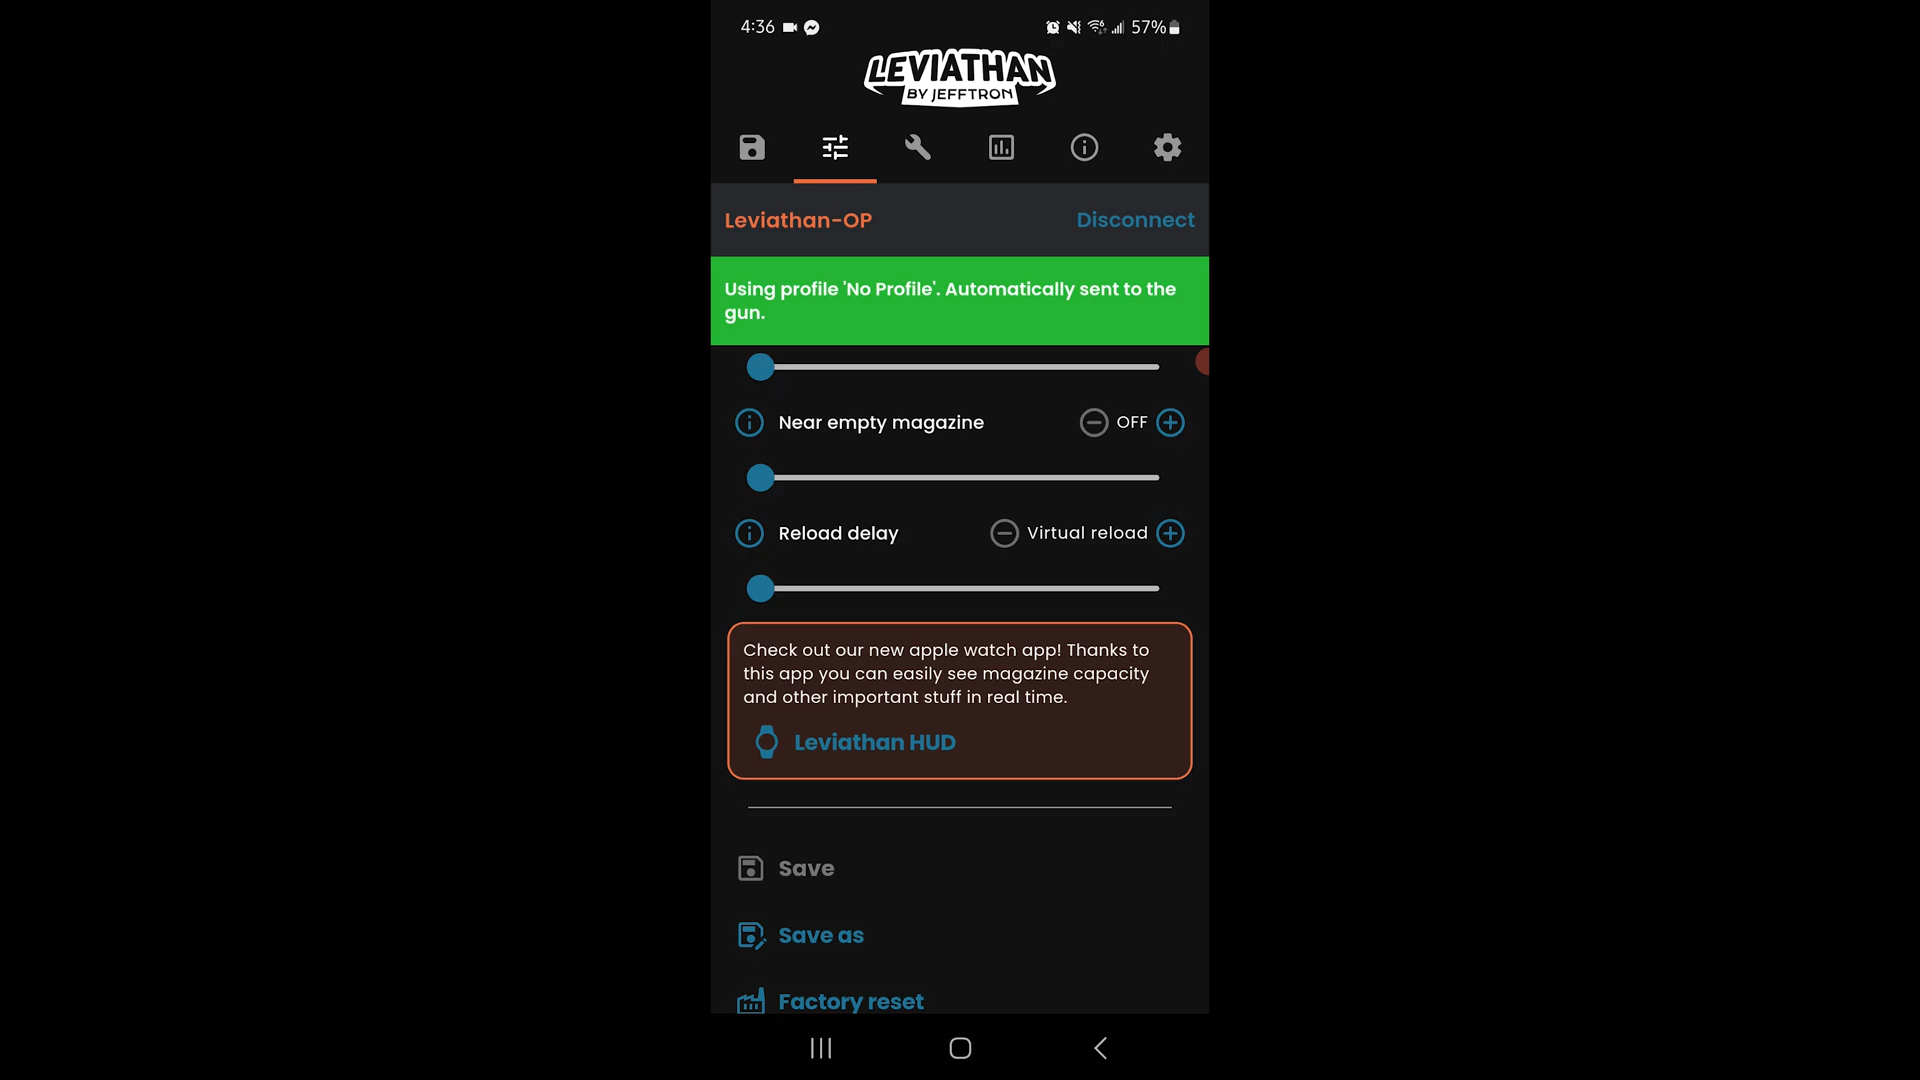 4:36
57%
LEVIATHAN
BY JEFFTRON
Leviathan-OP
Disconnect
Using profile 'No Profile'. Automatically sent to the
gun.
Near empty magazine
OFF
Reload delay
Virtual reload
Check out our new apple watch app! Thanks to
this app you can easily see magazine capacity
and other important stuff in real time.
Leviathan HUD
Save
Save as
Factory reset